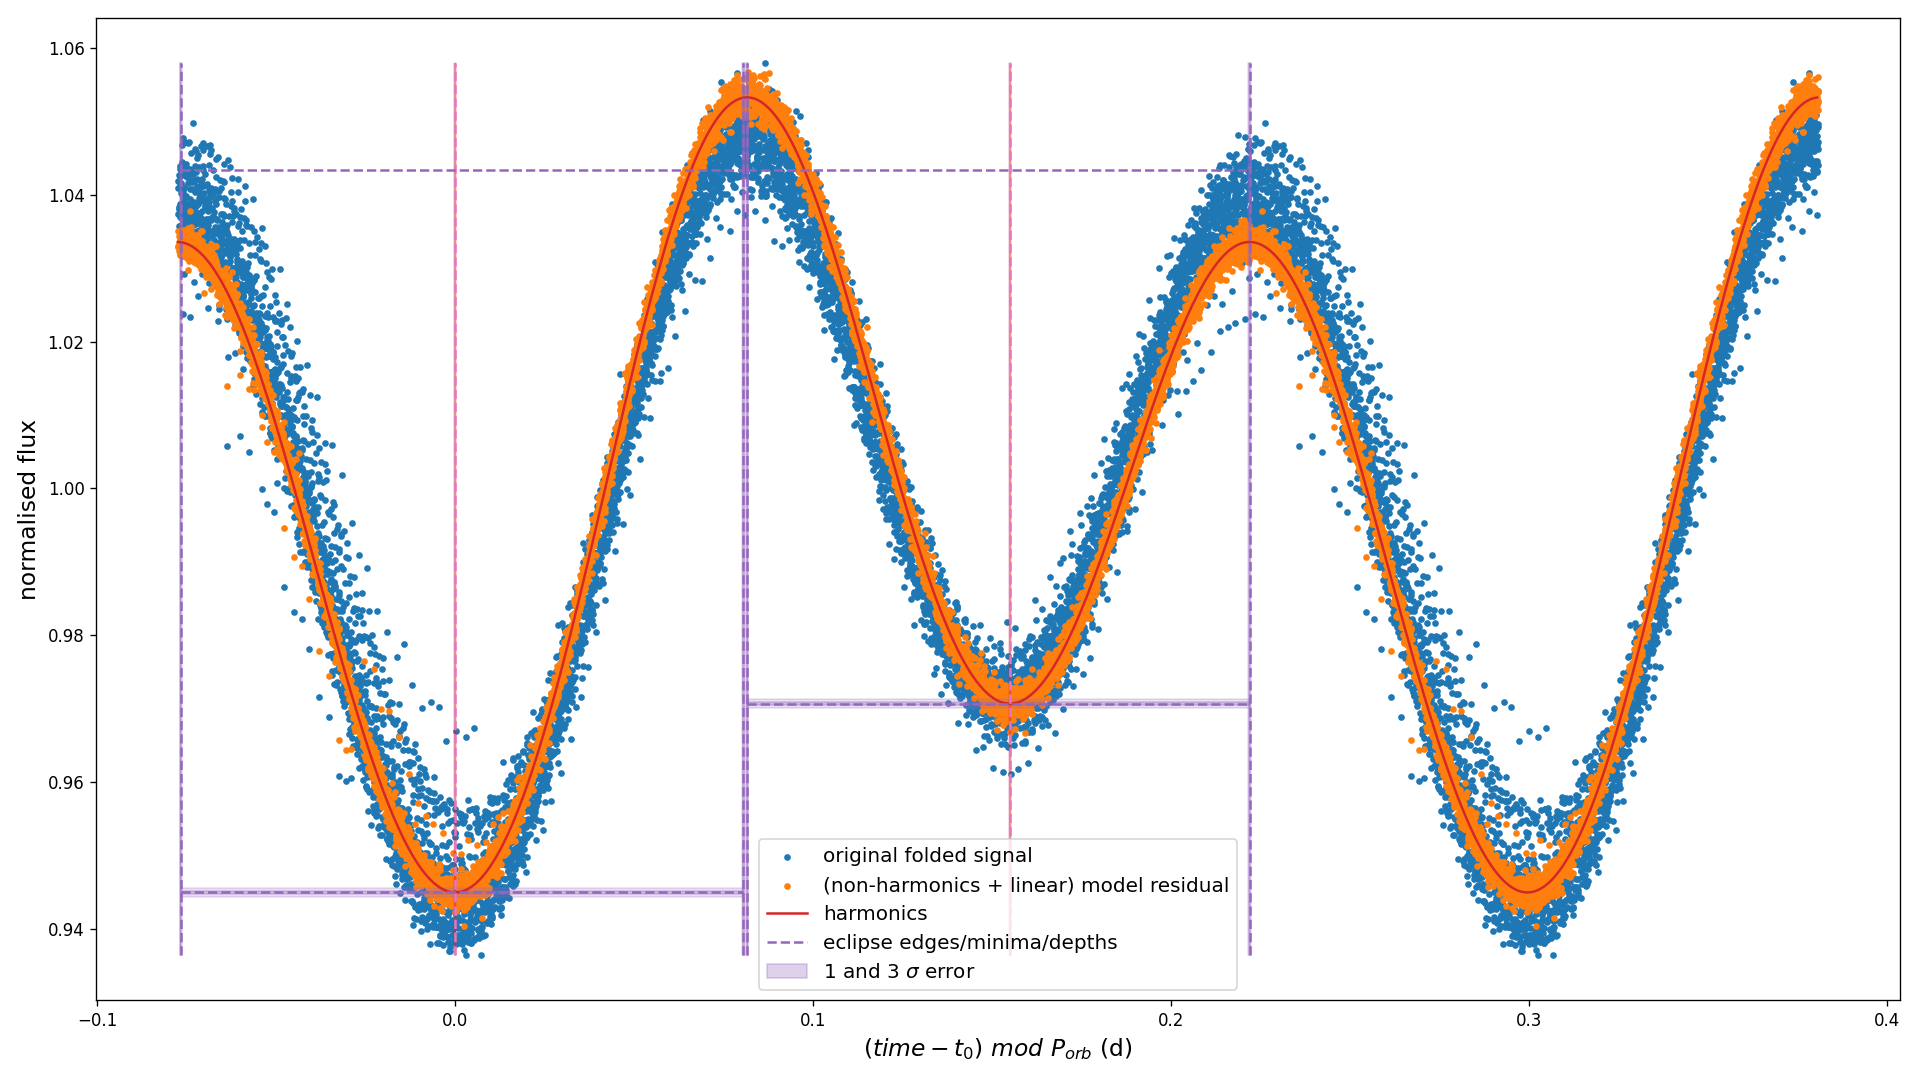 1.06
1.04
1.02
1.00
0.98
0.96
0.94
normalised flux
original folded signal
(non-harmonics + linear) model residual
harmonics
eclipse edges/minima/depths
1 and 3 σ error
−0.1
0.0
0.1
0.2
0.3
0.4
(time − t₀) mod Pₒᵣb (d)